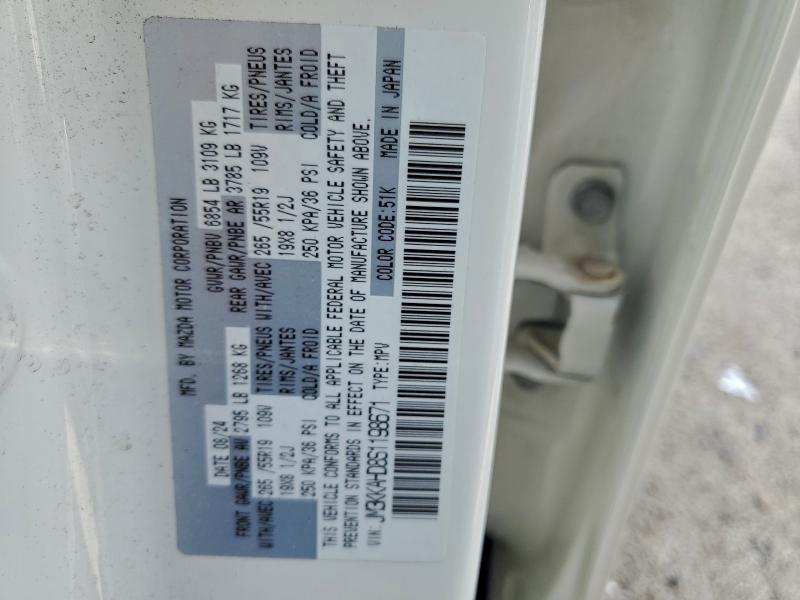 MFD. BY MAZDA MOTOR CORPORATION
DATE 08/24 GVWR/PNBV 6854 LB 3109 KG
FRONT GAWR/PNBE AV 2795 LB 1268 KG REAR GAWR/PNBE AR 3785 LB 1717 KG
WITH/AVEC 265 /55R19 109V TIRES/PNEUS WITH/AVEC 265 /55R19 109V TIRES/PNEUS
19X8 1/2J RIMS/JANTES 19X8 1/2J RIMS/JANTES
250 KPA/36 PSI COLD/A FROID 250 KPA/36 PSI COLD/A FROID
THIS VEHICLE CONFORMS TO ALL APPLICABLE FEDERAL MOTOR VEHICLE SAFETY AND THEFT
PREVENTION STANDARDS IN EFFECT ON THE DATE OF MANUFACTURE SHOWN ABOVE.
VIN: JM3KKAHD8S1198671 TYPE:MPV COLOR CODE:51K MADE IN JAPAN